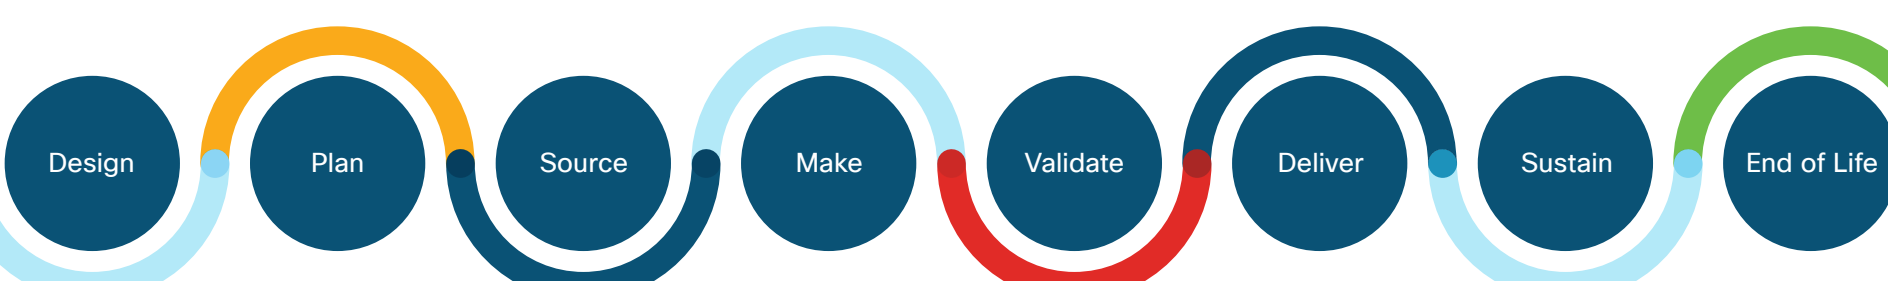 Design
Plan
Source
Make
Validate
Deliver
Sustain
End of Life